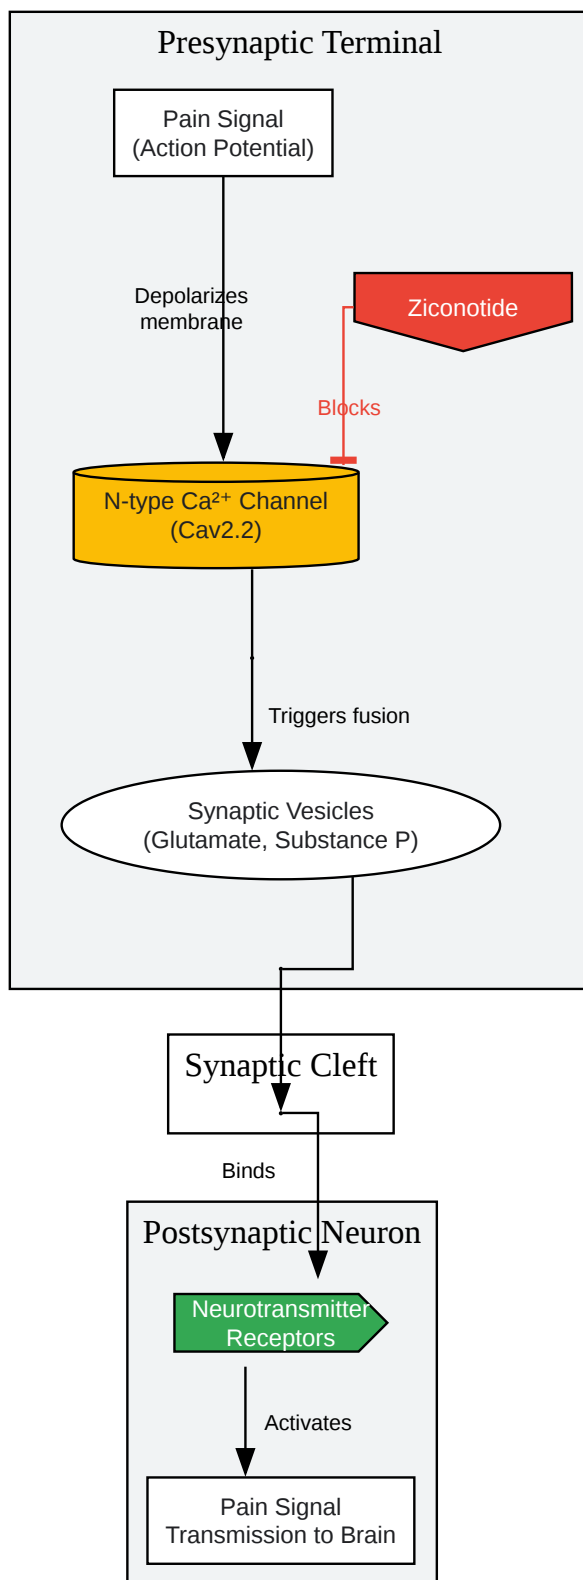 Presynaptic Terminal
Pain Signal
(Action Potential)
Depolarizes
membrane
Ziconotide
Blocks
N-type Ca²⁺ Channel
(Cav2.2)
Triggers fusion
Synaptic Vesicles
(Glutamate, Substance P)
Synaptic Cleft
Binds
Postsynaptic Neuron
Neurotransmitter
Receptors
Activates
Pain Signal
Transmission to Brain